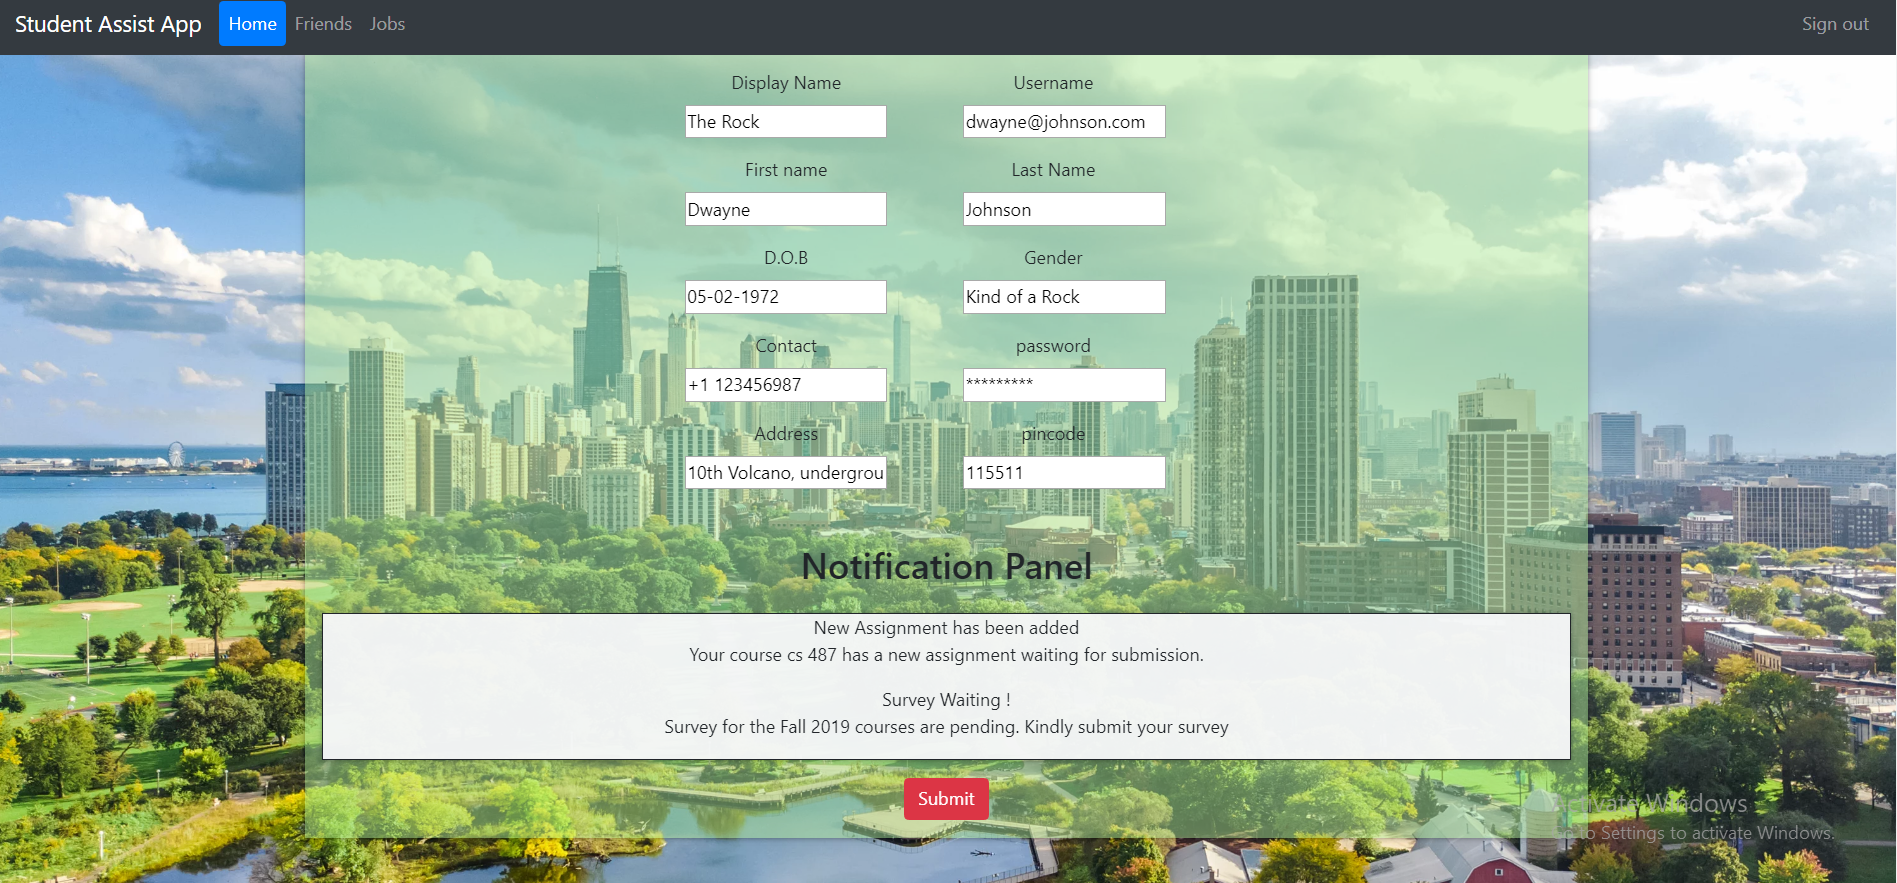 Student Assist App Home Friends Jobs Sign out
Display Name Username
The Rock dwayne@johnson.com
First name Last Name
Dwayne Johnson
D.O.B Gender
05-02-1972 Kind of a Rock
Contact password
+1 123456987 *********
Address pincode
10th Volcano, undergrou 115511
Notification Panel
New Assignment has been added
Your course cs 487 has a new assignment waiting for submission.
Survey Waiting !
Survey for the Fall 2019 courses are pending. Kindly submit your survey
Submit
Activate Windows
Go to Settings to activate Windows.